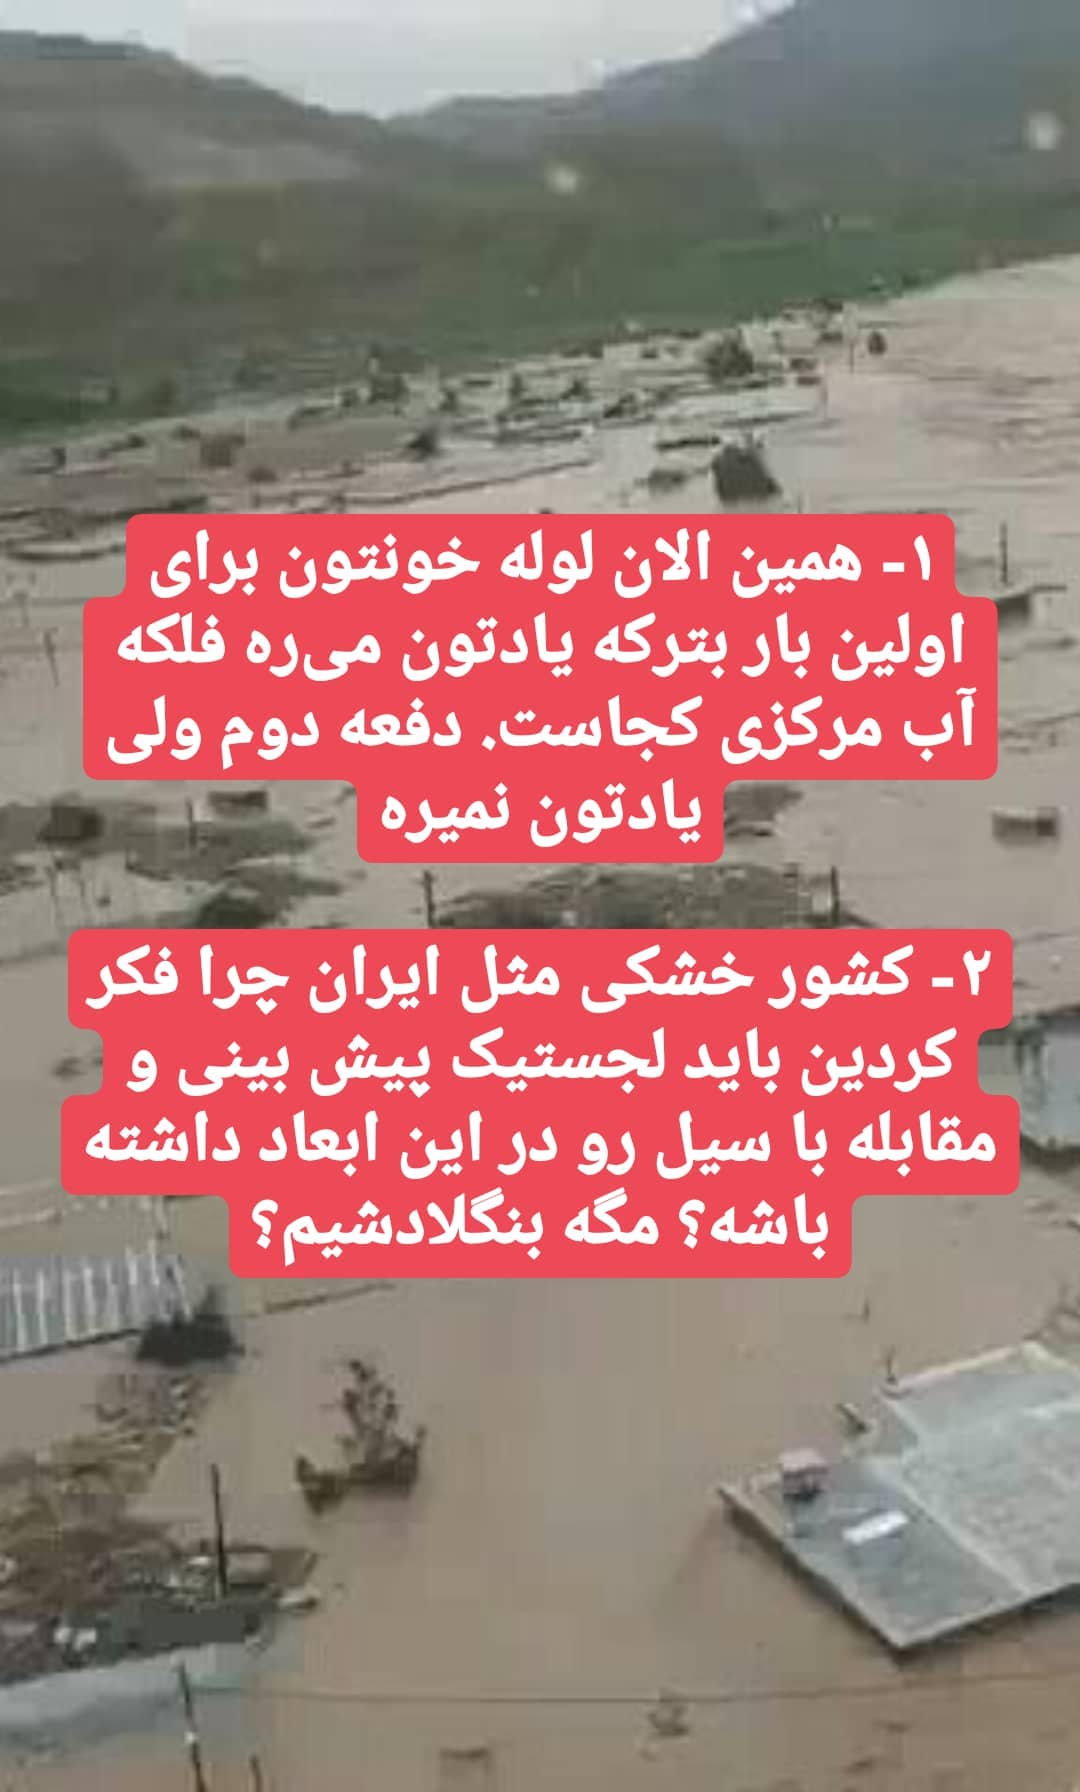 ۱- همین الان لوله خونتون برای
اولین بار بترکه یادتون می‌ره فلکه
آب مرکزی کجاست. دفعه دوم ولی
یادتون نمیره
۲- کشور خشکی مثل ایران چرا فکر
کردین باید لجستیک پیش بینی و
مقابله با سیل رو در این ابعاد داشته
باشه؟ مگه بنگلادشیم؟